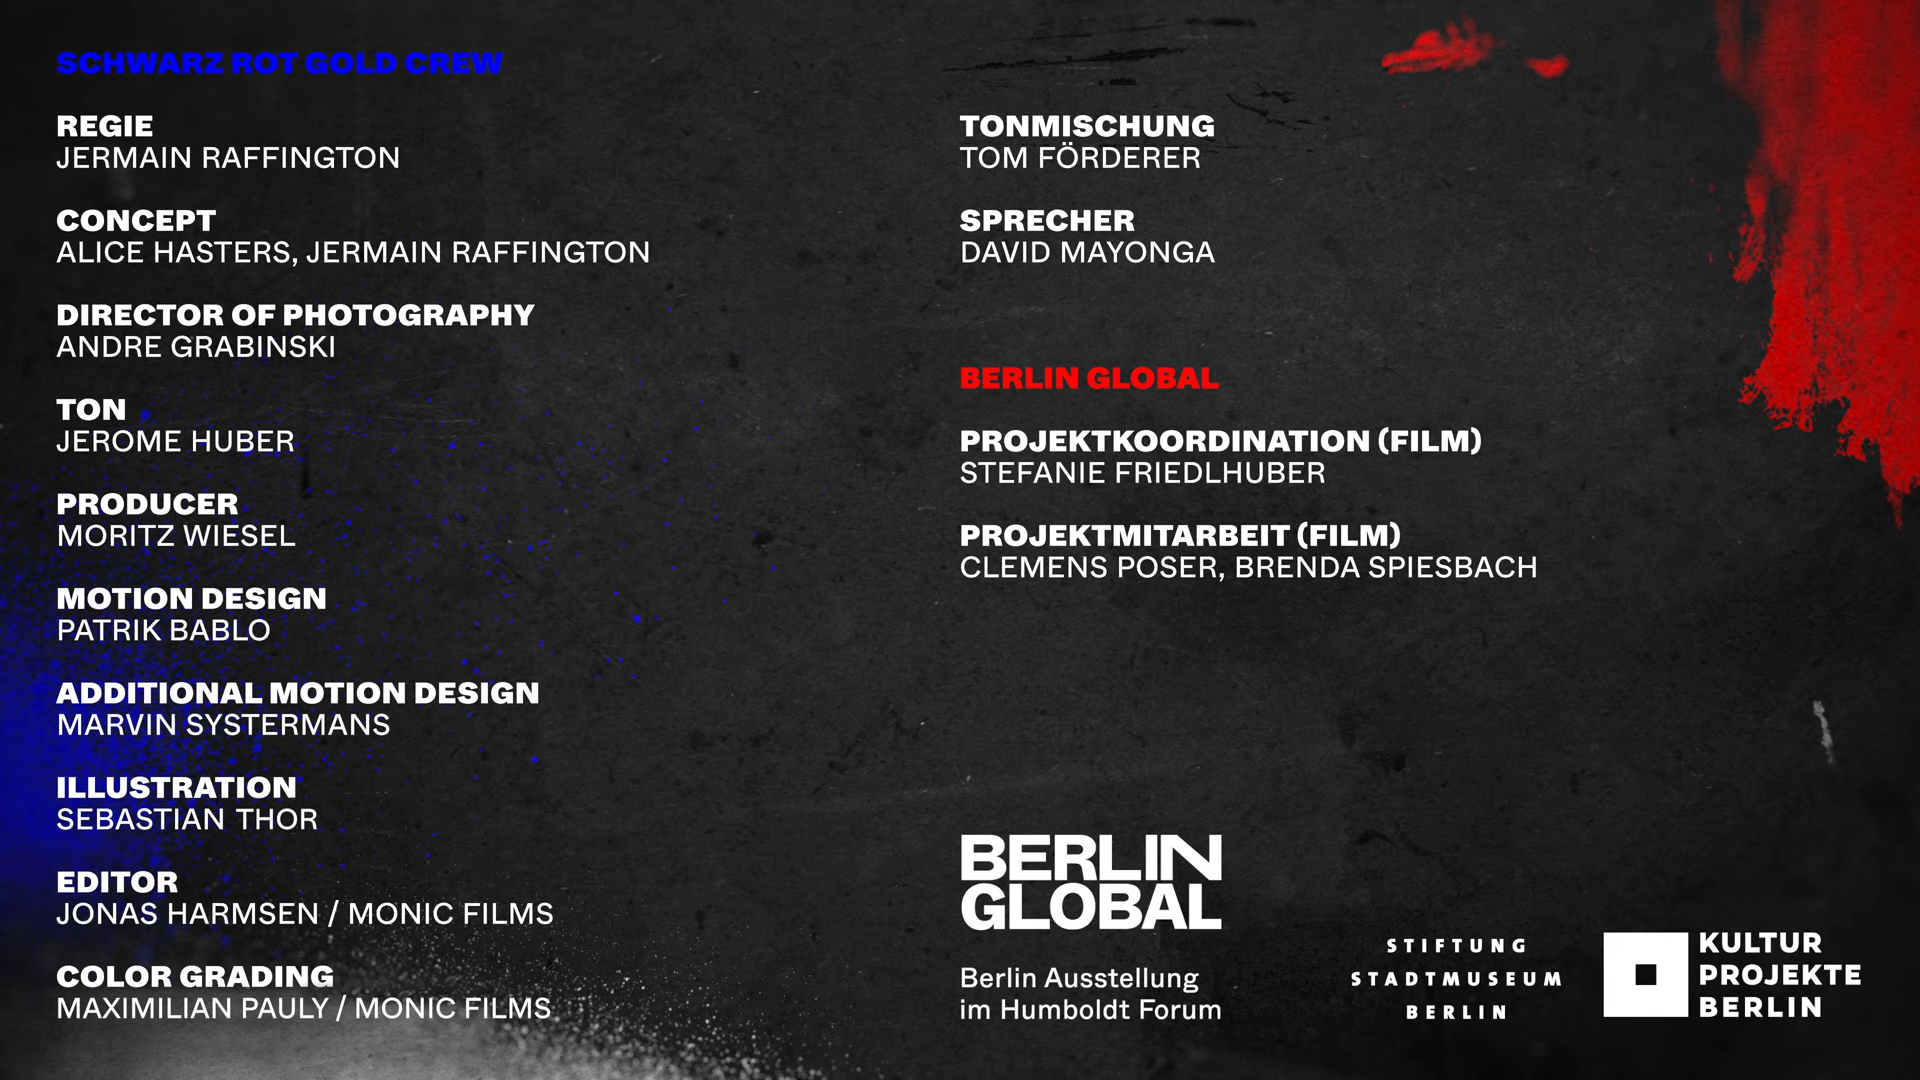 SCHWARZ ROT GOLD CREW
REGIE
JERMAIN RAFFINGTON
CONCEPT
ALICE HASTERS, JERMAIN RAFFINGTON
DIRECTOR OF PHOTOGRAPHY
ANDRE GRABINSKI
TON
JEROME HUBER
PRODUCER
MORITZ WIESEL
MOTION DESIGN
PATRIK BABLO
ADDITIONAL MOTION DESIGN
MARVIN SYSTERMANS
ILLUSTRATION
SEBASTIAN THOR
EDITOR
JONAS HARMSEN / MONIC FILMS
COLOR GRADING
MAXIMILIAN PAULY / MONIC FILMS
TONMISCHUNG
TOM FÖRDERER
SPRECHER
DAVID MAYONGA
BERLIN GLOBAL
PROJEKTKOORDINATION (FILM)
STEFANIE FRIEDLHUBER
PROJEKTMITARBEIT (FILM)
CLEMENS POSER, BRENDA SPIESBACH
BERLIN
GLOBAL
Berlin Ausstellung
im Humboldt Forum
STIFTUNG
STADTMUSEUM
BERLIN
KULTUR
PROJEKTE
BERLIN